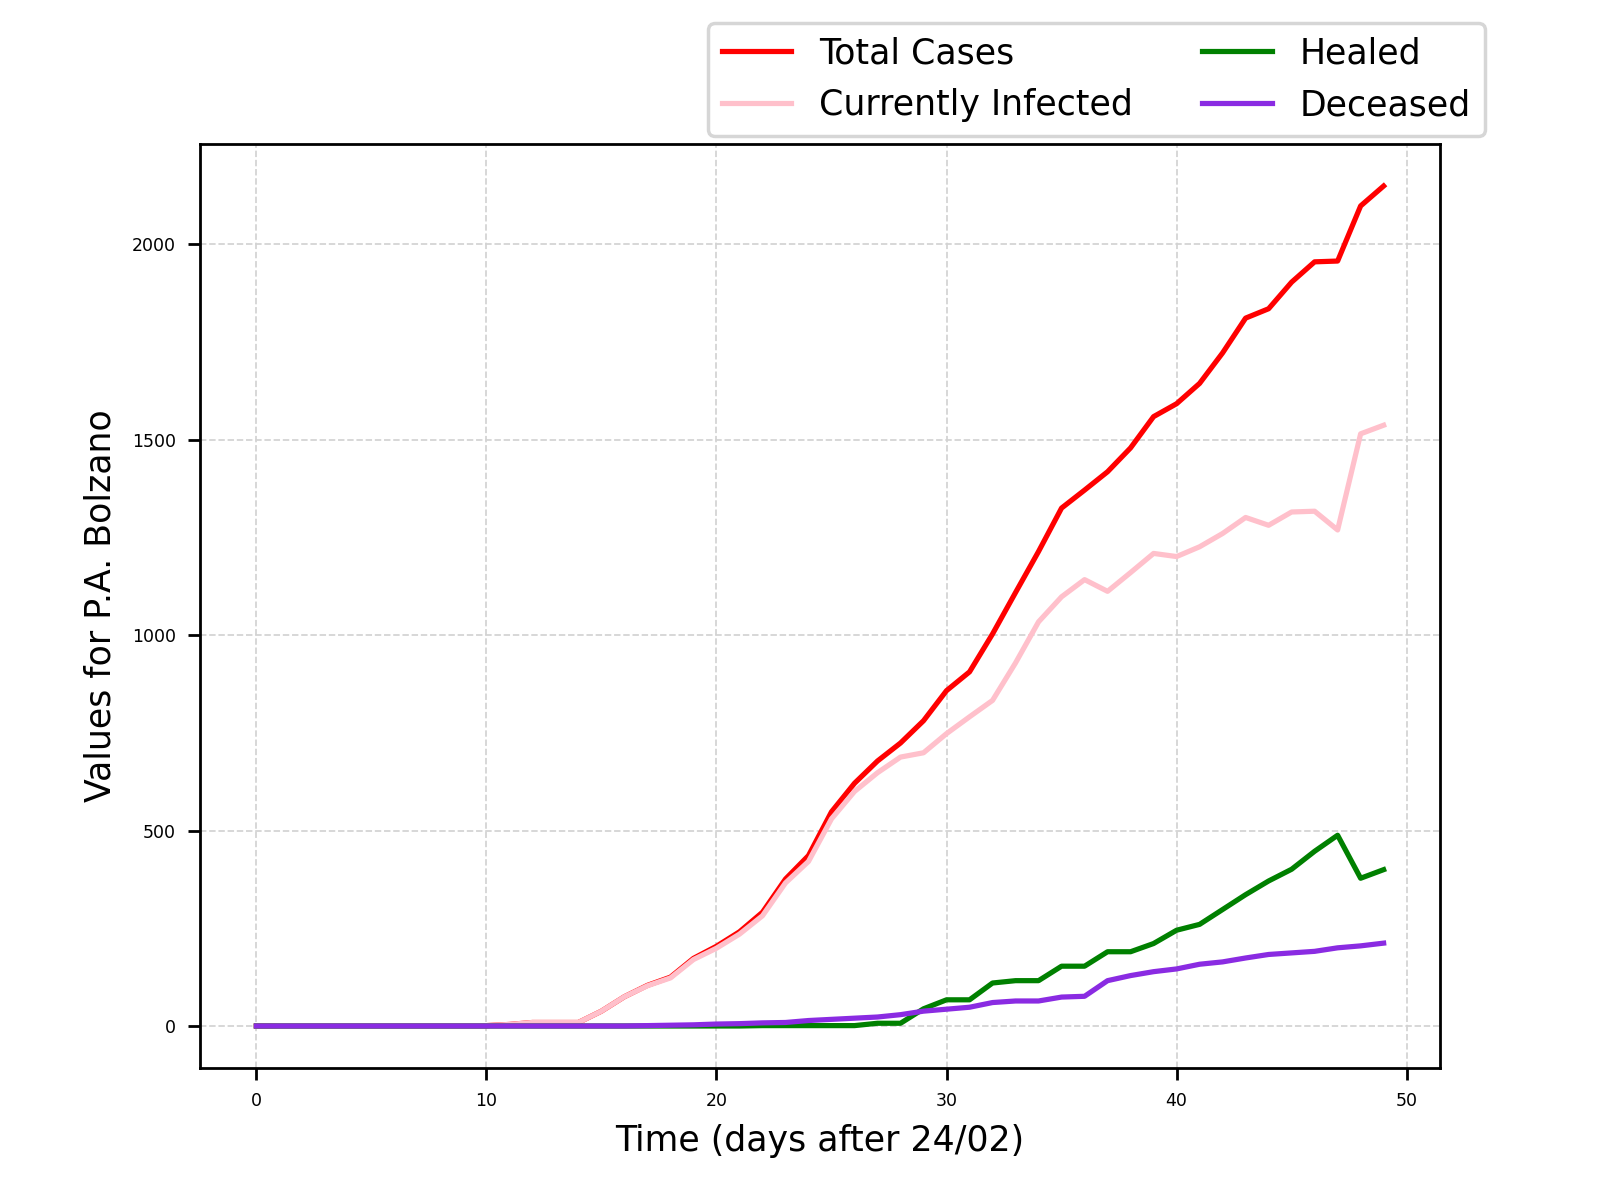 Total Cases
Currently Infected
Healed
Deceased
Values for P.A. Bolzano
2000
1500
1000
500
0
0 10 20 30 40 50
Time (days after 24/02)